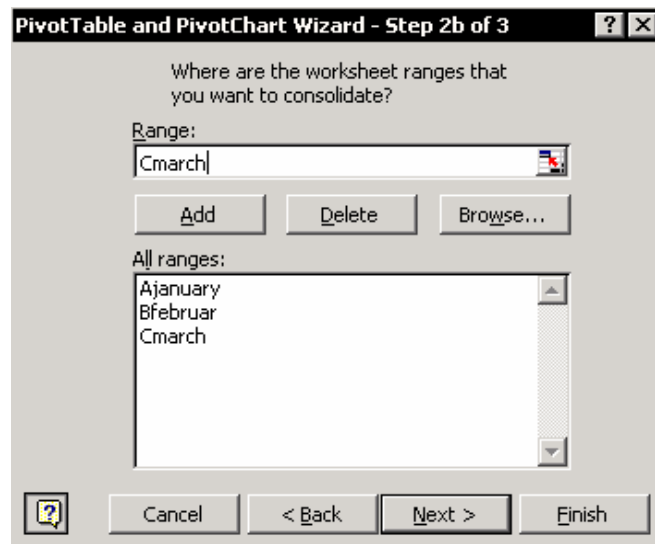 PivotTable and PivotChart Wizard - Step 2b of 3
Where are the worksheet ranges that
you want to consolidate?
Range:
Cmarch
Add Delete Browse...
All ranges:
Ajanuary
Bfebruar
Cmarch
Cancel < Back Next > Finish